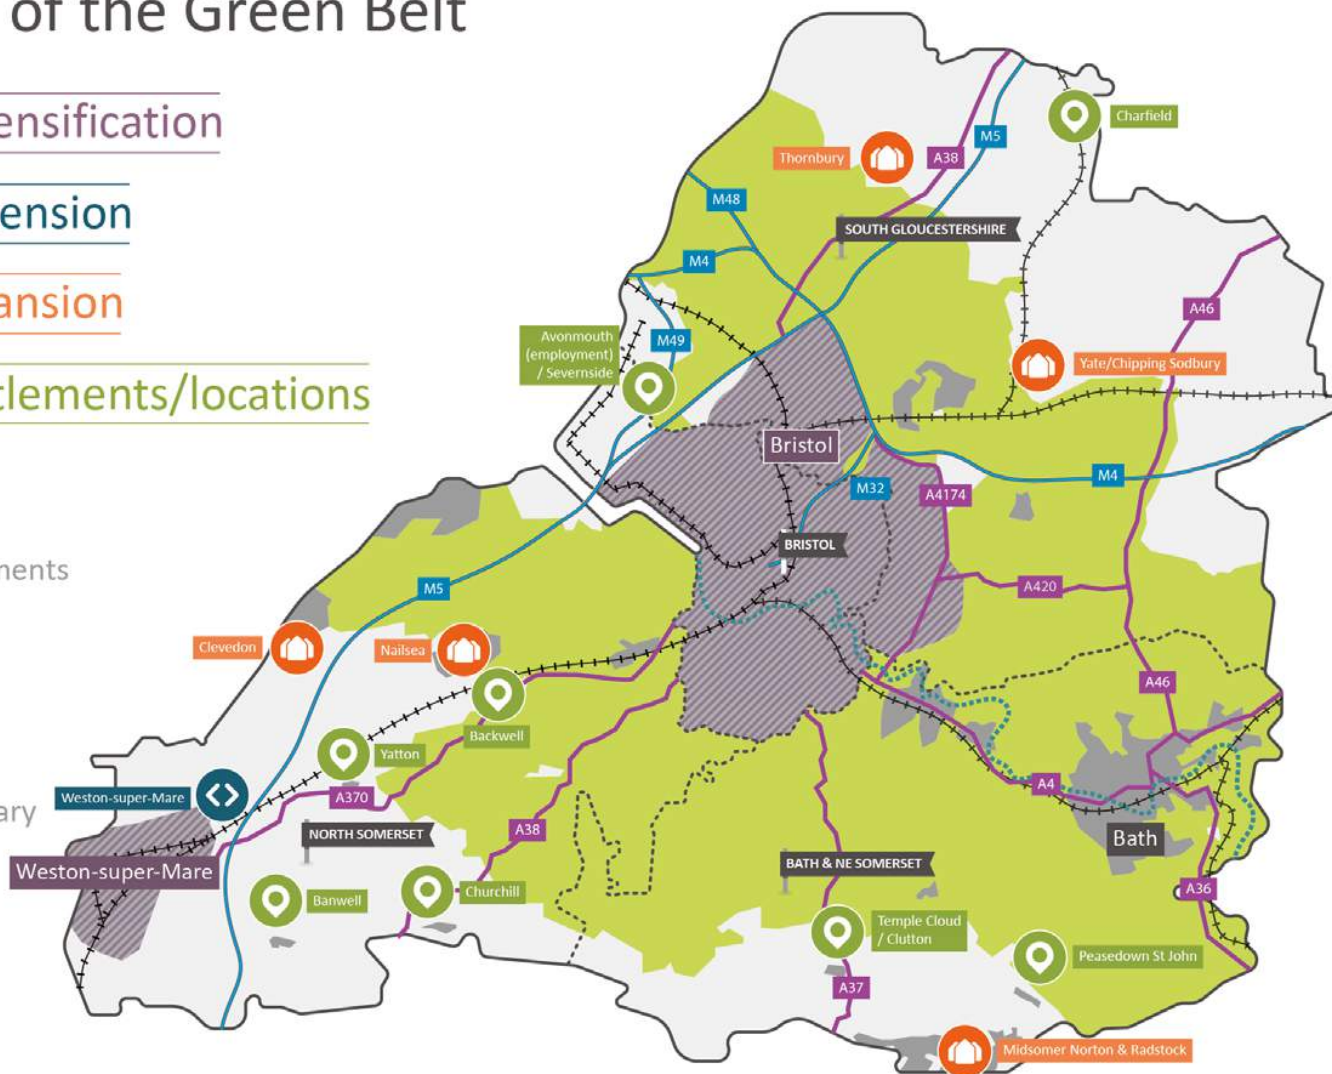 of the Green Belt
ensification
ension
ansion
tlements/locations
ments
ary
Charfield
M5
A38
Thornbury
M48
SOUTH GLOUCESTERSHIRE
M4
A46
Avonmouth
(employment)
/ Severnside
M49
Yate/Chipping Sodbury
Bristol
M4
M32
A4174
BRISTOL
M5
A420
Clevedon
Nailsea
A46
Backwell
Yatton
A4
Weston-super-Mare
A370
A38
NORTH SOMERSET
Bath
BATH & NE SOMERSET
Weston-super-Mare
Banwell
Churchill
A36
Temple Cloud
/ Clutton
Peasedown St John
A37
Midsomer Norton & Radstock